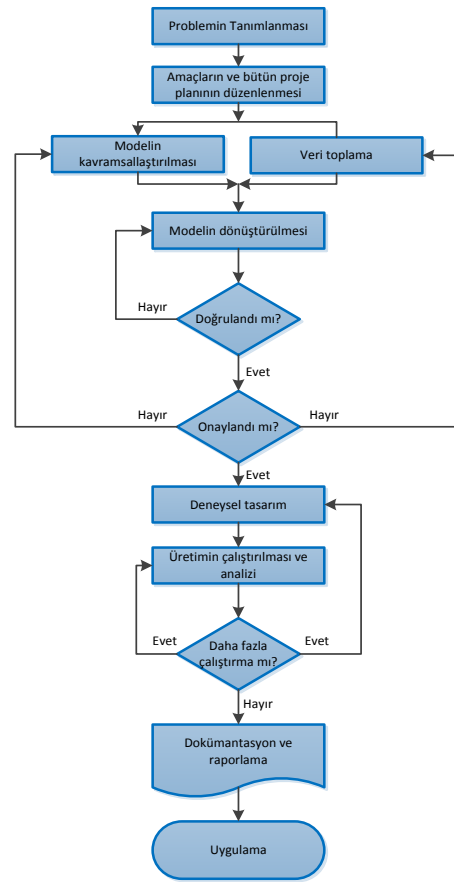 Problemin Tanımlanması
Amaçların ve bütün proje
planının düzenlenmesi
Modelin
kavramsallaştırılması
Veri toplama
Modelin dönüştürülmesi
Hayır
Doğrulandı mı?
Evet
Hayır
Onaylandı mı?
Hayır
Evet
Deneysel tasarım
Üretimin çalıştırılması ve
analizi
Evet
Daha fazla
çalıştırma mı?
Evet
Hayır
Dokümantasyon ve
raporlama
Uygulama